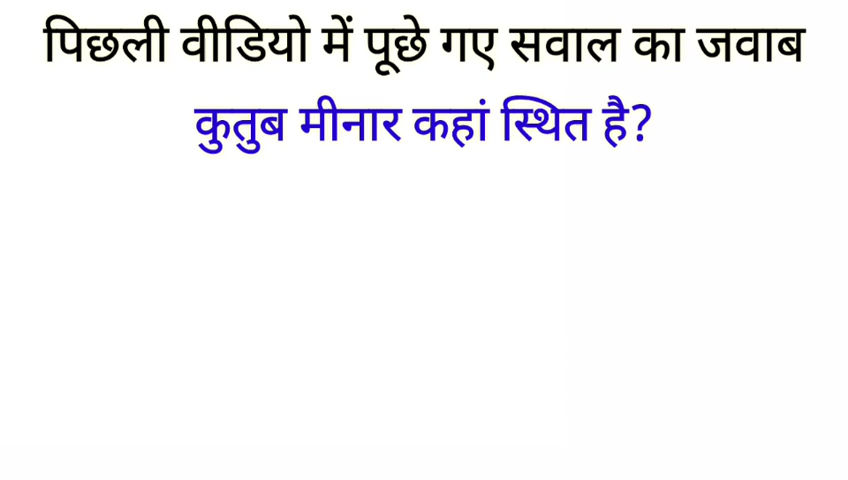 पिछली वीडियो में पूछे गए सवाल का जवाब
कुतुब मीनार कहां स्थित है?